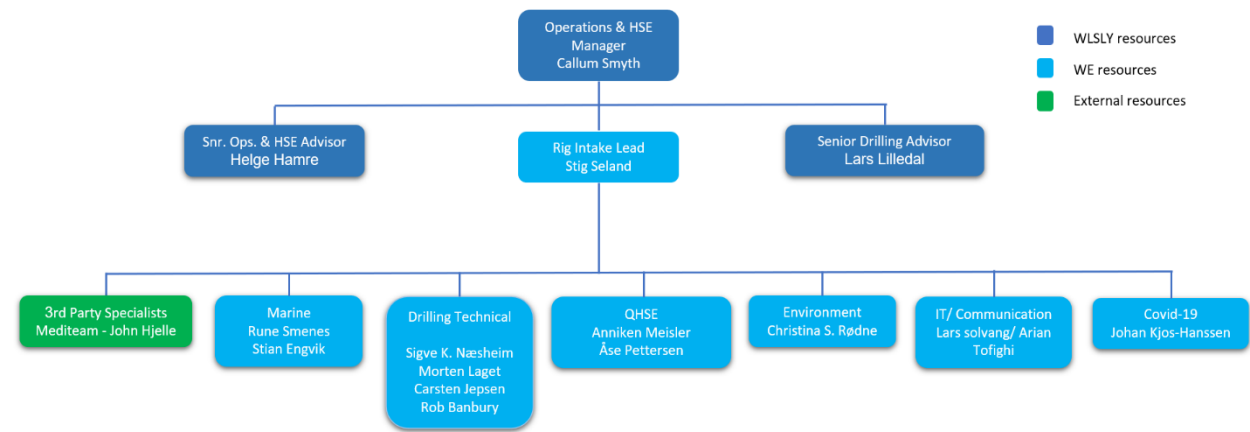 Operations & HSE
Manager
Callum Smyth
WLSLY resources
WE resources
External resources
Snr. Ops. & HSE Advisor
Helge Hamre
Rig Intake Lead
Stig Seland
Senior Drilling Advisor
Lars Lilledal
3rd Party Specialists
Mediteam - John Hjelle
Marine
Rune Smenes
Stian Engvik
Drilling Technical
Sigve K. Næsheim
Morten Laget
Carsten Jepsen
Rob Banbury
QHSE
Anniken Meisler
Åse Pettersen
Environment
Christina S. Rødne
IT/ Communication
Lars solvang/ Arian
Tofighi
Covid-19
Johan Kjos-Hanssen